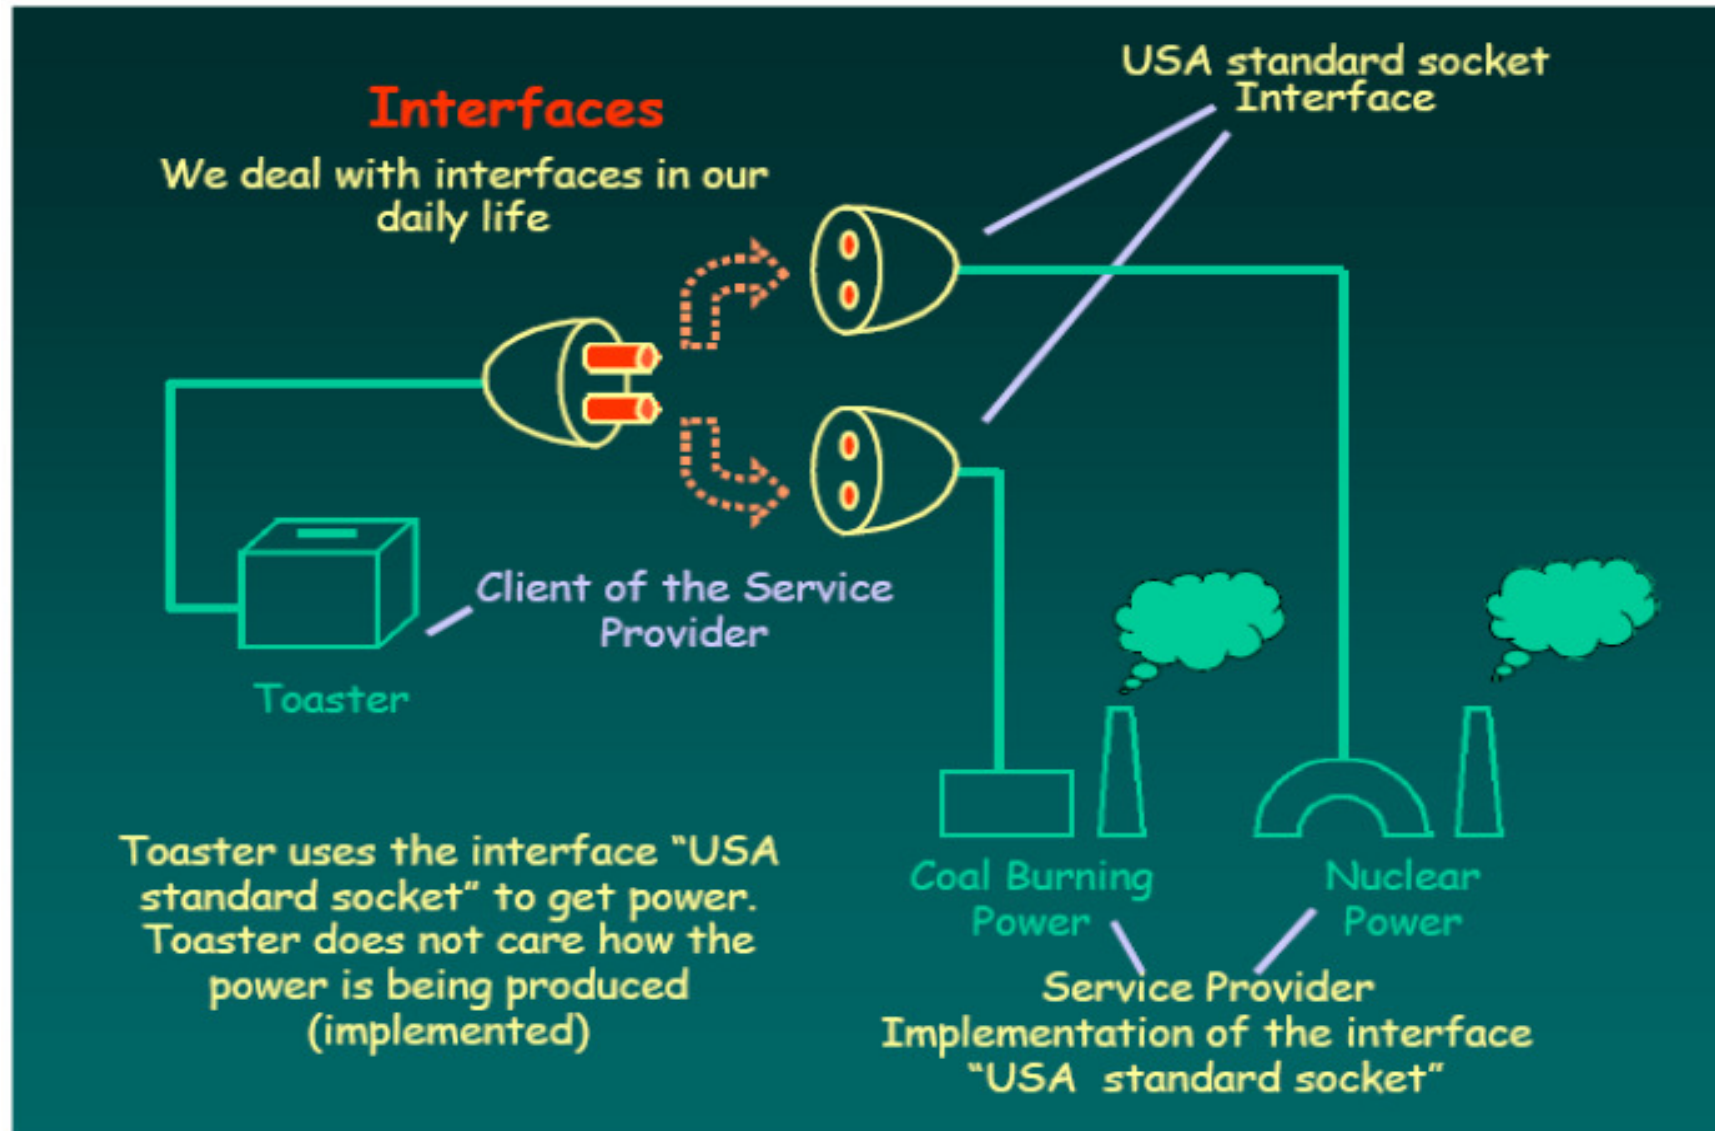 Interfaces
We deal with interfaces in our
daily life
USA standard socket
Interface
Client of the Service
Provider
Toaster
Toaster uses the interface “USA
standard socket” to get power.
Toaster does not care how the
power is being produced
(implemented)
Coal Burning
Power
Nuclear
Power
Service Provider
Implementation of the interface
“USA standard socket”